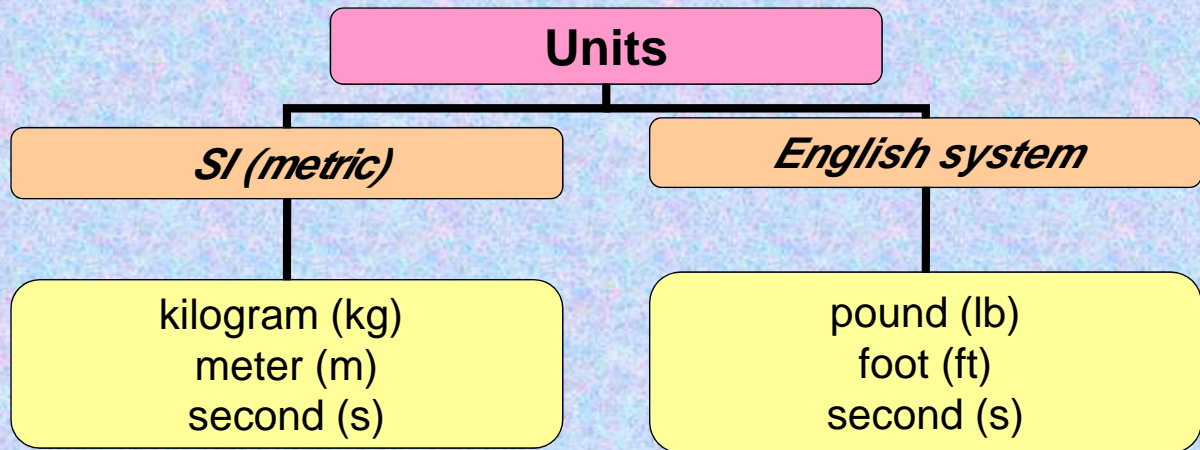 Units
SI (metric)
English system
kilogram (kg)
meter (m)
second (s)
pound (lb)
foot (ft)
second (s)